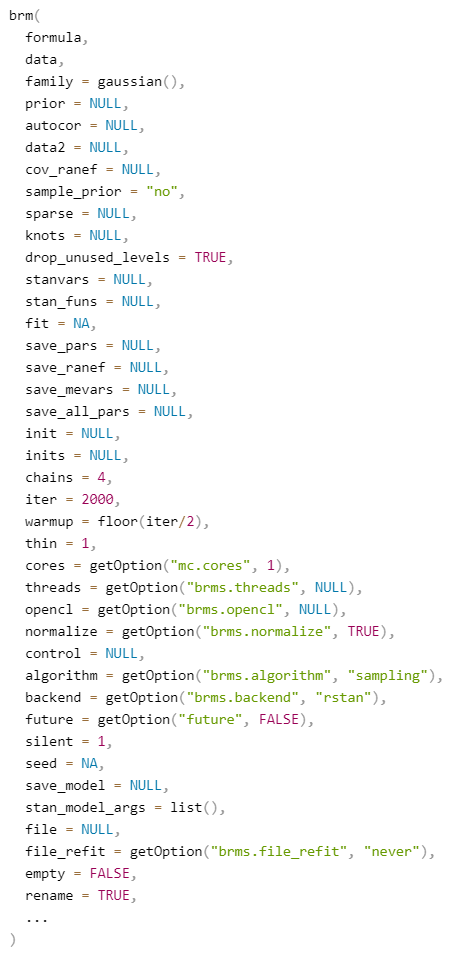 brm(
  formula,
  data,
  family = gaussian(),
  prior = NULL,
  autocor = NULL,
  data2 = NULL,
  cov_ranef = NULL,
  sample_prior = "no",
  sparse = NULL,
  knots = NULL,
  drop_unused_levels = TRUE,
  stanvars = NULL,
  stan_funs = NULL,
  fit = NA,
  save_pars = NULL,
  save_ranef = NULL,
  save_mevars = NULL,
  save_all_pars = NULL,
  init = NULL,
  inits = NULL,
  chains = 4,
  iter = 2000,
  warmup = floor(iter/2),
  thin = 1,
  cores = getOption("mc.cores", 1),
  threads = getOption("brms.threads", NULL),
  opencl = getOption("brms.opencl", NULL),
  normalize = getOption("brms.normalize", TRUE),
  control = NULL,
  algorithm = getOption("brms.algorithm", "sampling"),
  backend = getOption("brms.backend", "rstan"),
  future = getOption("future", FALSE),
  silent = 1,
  seed = NA,
  save_model = NULL,
  stan_model_args = list(),
  file = NULL,
  file_refit = getOption("brms.file_refit", "never"),
  empty = FALSE,
  rename = TRUE,
  ...
)